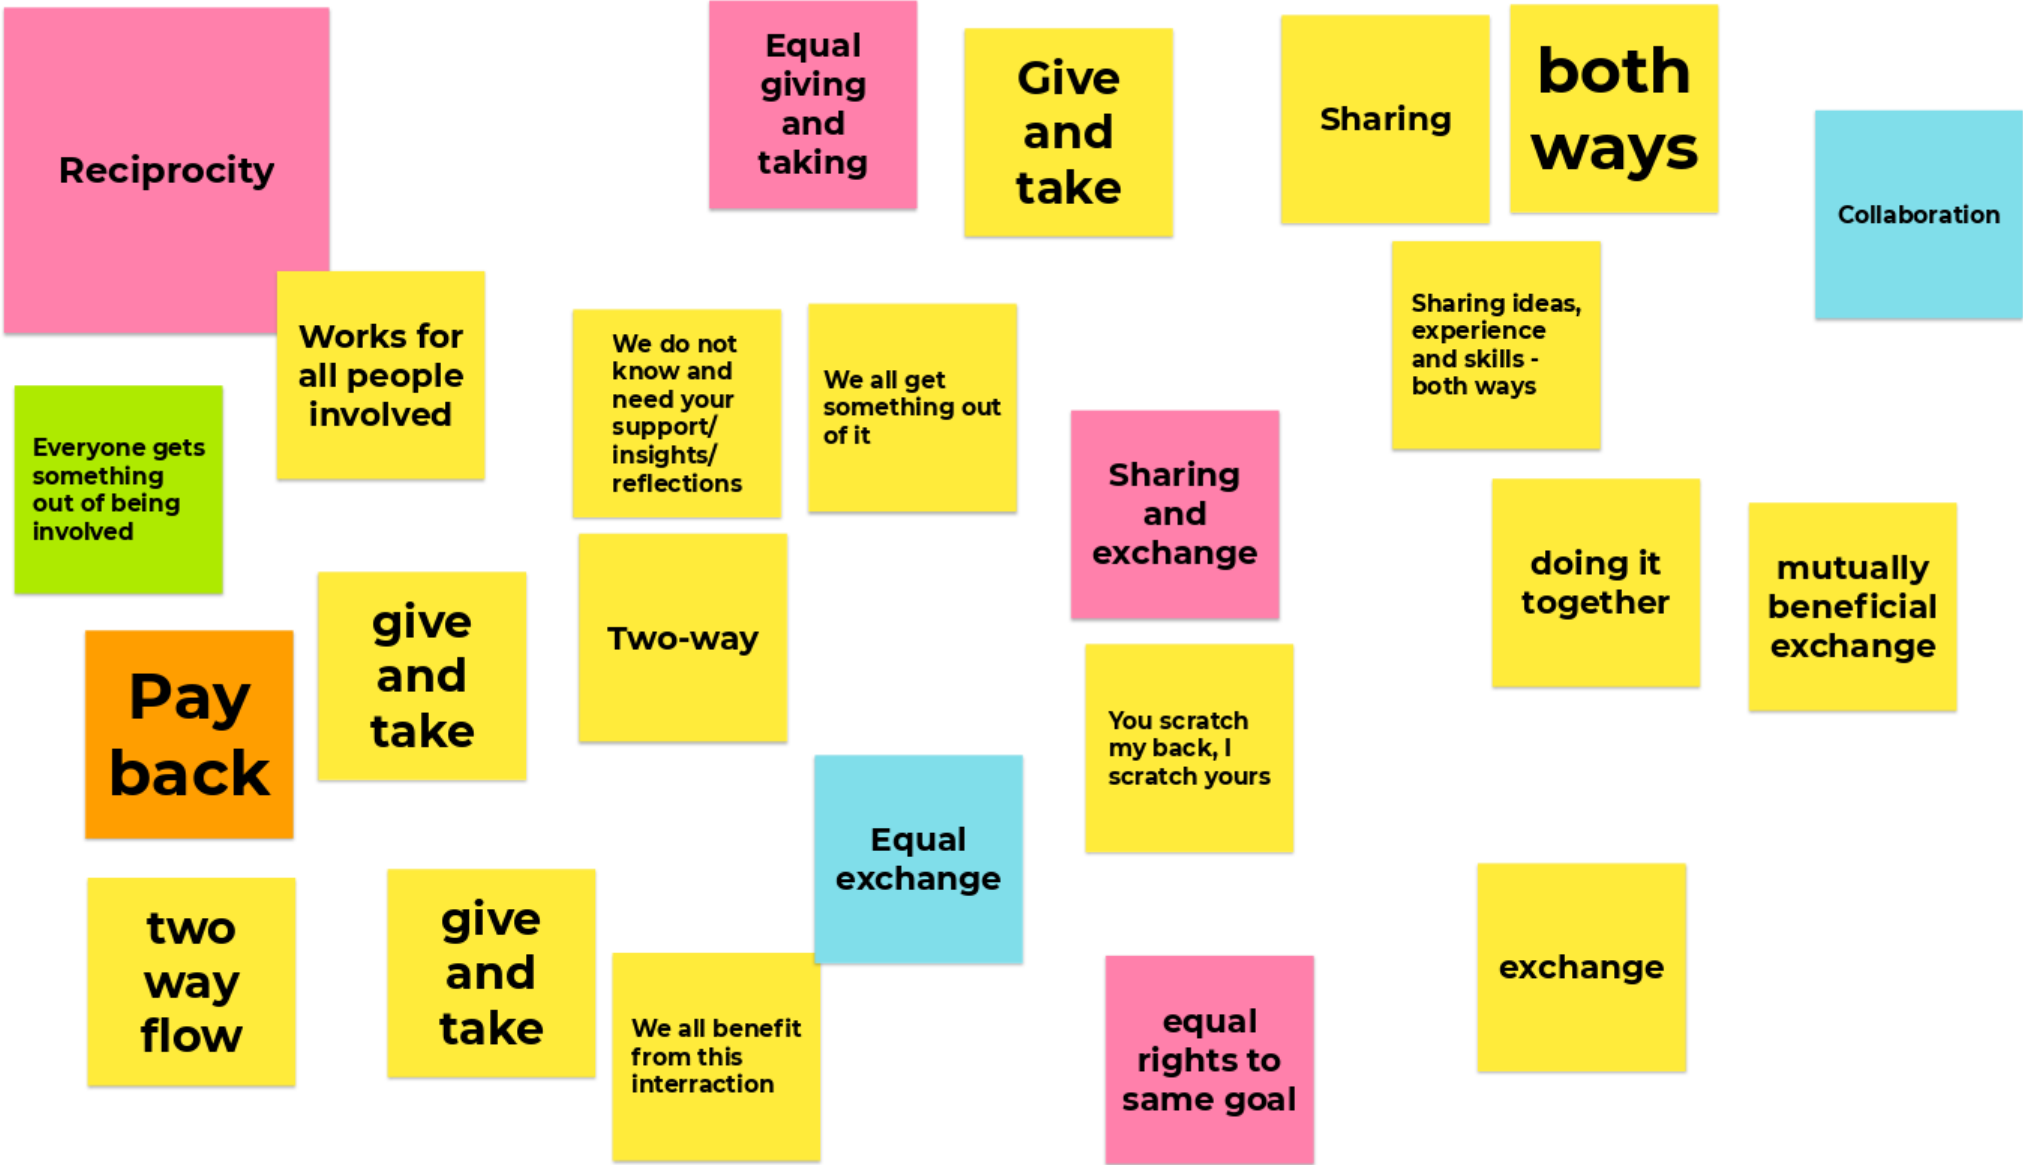 Reciprocity
Equal
giving
and
taking
Give
and
take
Sharing
both
ways
Collaboration
Works for
all people
involved
We do not
know and
need your
support/
insights/
reflections
We all get
something out
of it
Sharing ideas,
experience
and skills -
both ways
Everyone gets
something
out of being
involved
Sharing
and
exchange
doing it
together
mutually
beneficial
exchange
Pay
back
give
and
take
Two-way
You scratch
my back, I
scratch yours
Equal
exchange
two
way
flow
give
and
take
We all benefit
from this
interraction
equal
rights to
same goal
exchange